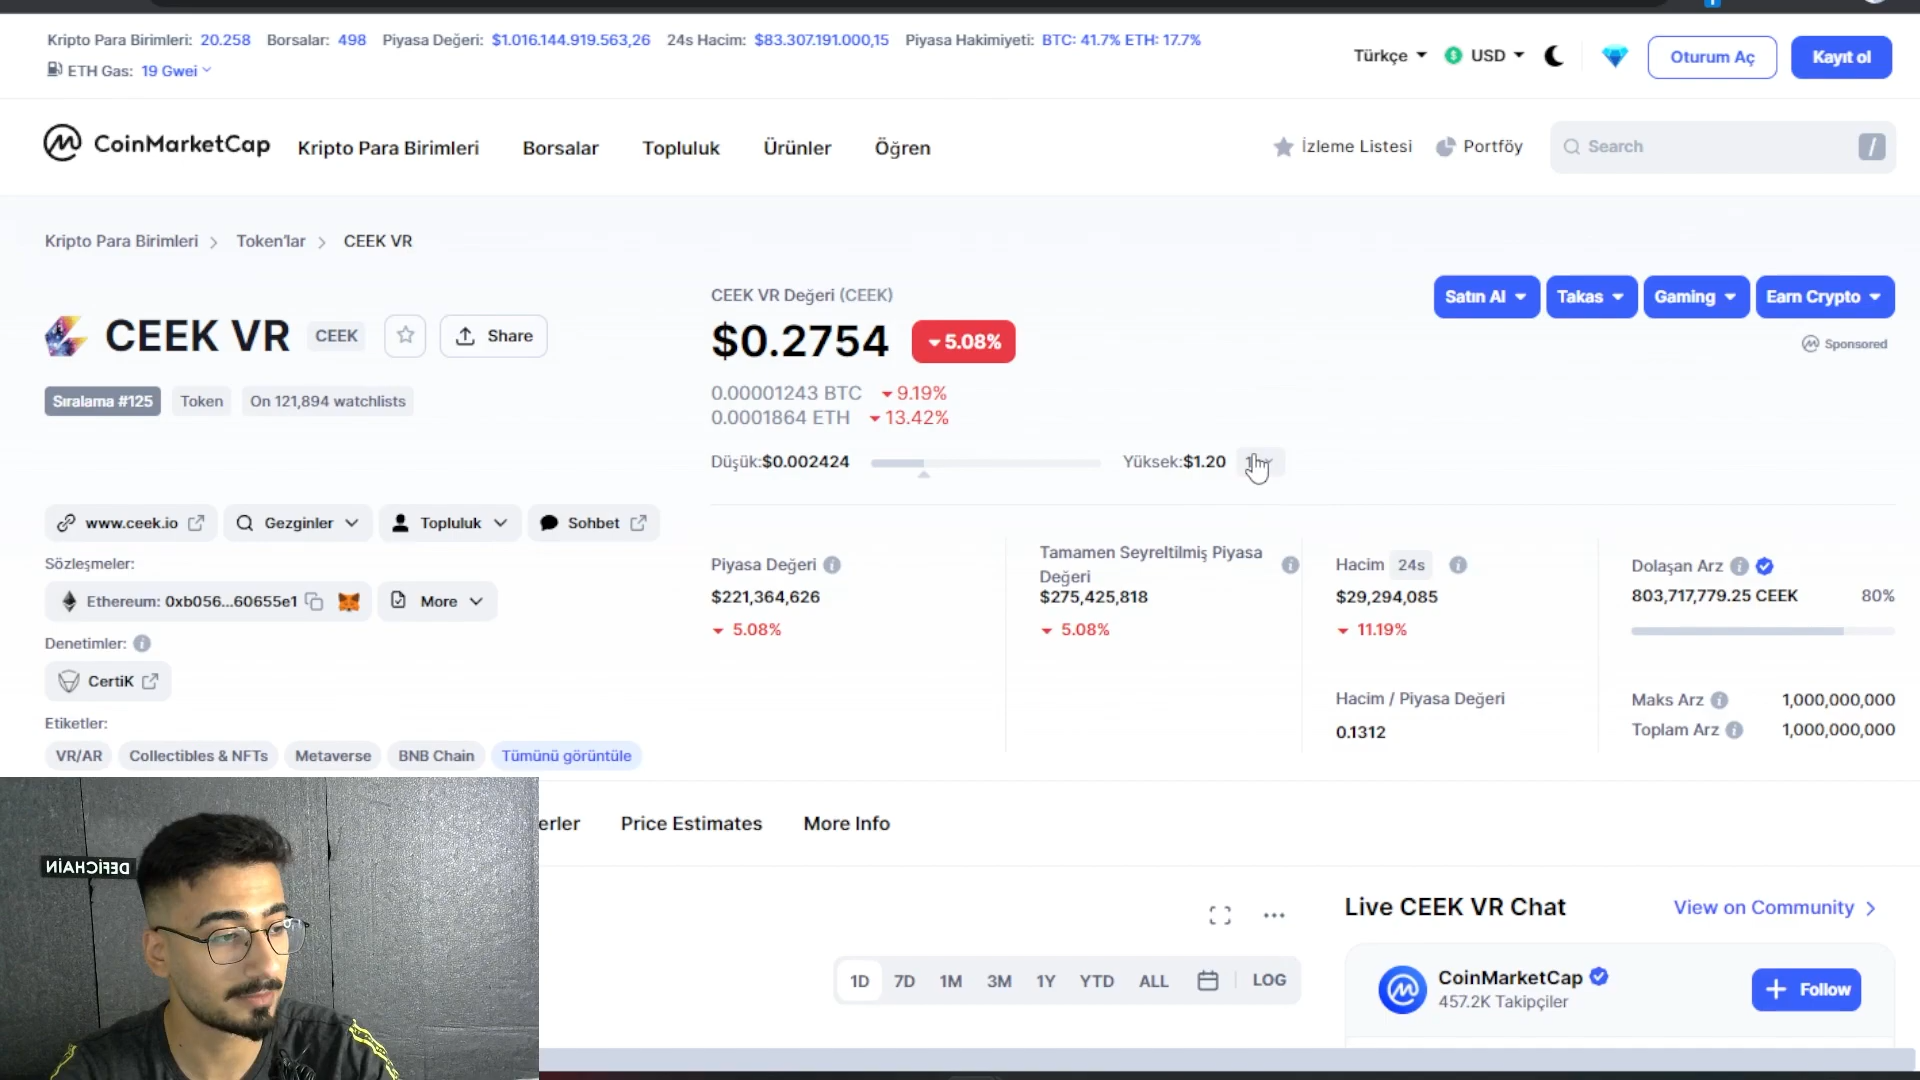 Kripto Para Birimleri: 20.258 Borsalar: 498 Piyasa Değeri: $1.016.144.919.563,26 24s Hacim: $83.307.191.000,15 Piyasa Hakimiyeti: BTC: 41.7% ETH: 17.7%
ETH Gas: 19 Gwei
Türkçe USD Oturum Aç Kayıt ol
CoinMarketCap Kripto Para Birimleri Borsalar Topluluk Ürünler Öğren İzleme Listesi Portföy Search /
Kripto Para Birimleri > Token'lar > CEEK VR
CEEK VR CEEK Share
Sıralama #125 Token On 121,894 watchlists
CEEK VR Değeri (CEEK)
$0.2754 5.08%
0.00001243 BTC 9.19%
0.0001864 ETH 13.42%
Düşük:$0.002424 Yüksek:$1.20
Satın Al Takas Gaming Earn Crypto
Sponsored
www.ceek.io Gezginler Topluluk Sohbet
Sözleşmeler:
Ethereum: 0xb056...60655e1 More
Denetimler:
CertiK
Etiketler:
VR/AR Collectibles & NFTs Metaverse BNB Chain Tümünü görüntüle
Piyasa Değeri
$221,364,626
5.08%
Tamamen Seyreltilmiş Piyasa
Değeri
$275,425,818
5.08%
Hacim 24s
$29,294,085
11.19%
Hacim / Piyasa Değeri
0.1312
Dolaşan Arz
803,717,779.25 CEEK 80%
Maks Arz 1,000,000,000
Toplam Arz 1,000,000,000
erler Price Estimates More Info
DEFICHAİN
1D 7D 1M 3M 1Y YTD ALL LOG
Live CEEK VR Chat View on Community >
CoinMarketCap
457.2K Takipçiler
+ Follow